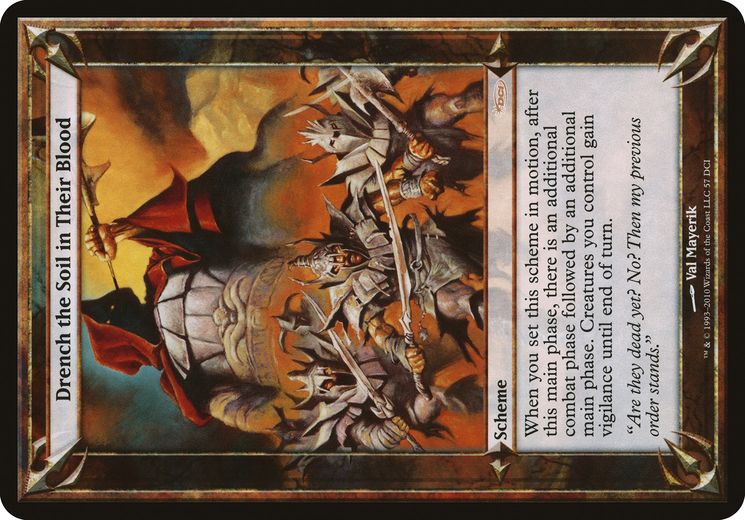 Drench the Soil in Their Blood
DCI
Scheme
When you set this scheme in motion, after
this main phase, there is an additional
combat phase followed by an additional
main phase. Creatures you control gain
vigilance until end of turn.
“Are they dead yet? No? Then my previous
order stands.”
Val Mayerik
™ & © 1993–2010 Wizards of the Coast LLC 57 DCI